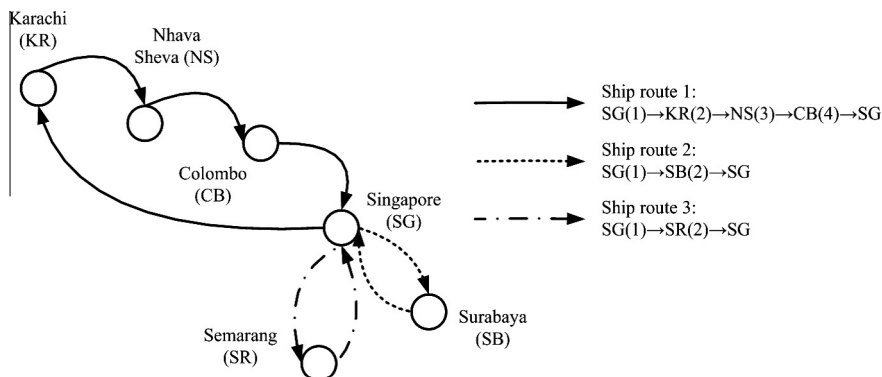 Karachi
(KR)
Nhava
Sheva (NS)
Colombo
(CB)
Singapore
(SG)
Semarang
(SR)
Surabaya
(SB)
Ship route 1:
SG(1)→KR(2)→NS(3)→CB(4)→SG
Ship route 2:
SG(1)→SB(2)→SG
Ship route 3:
SG(1)→SR(2)→SG